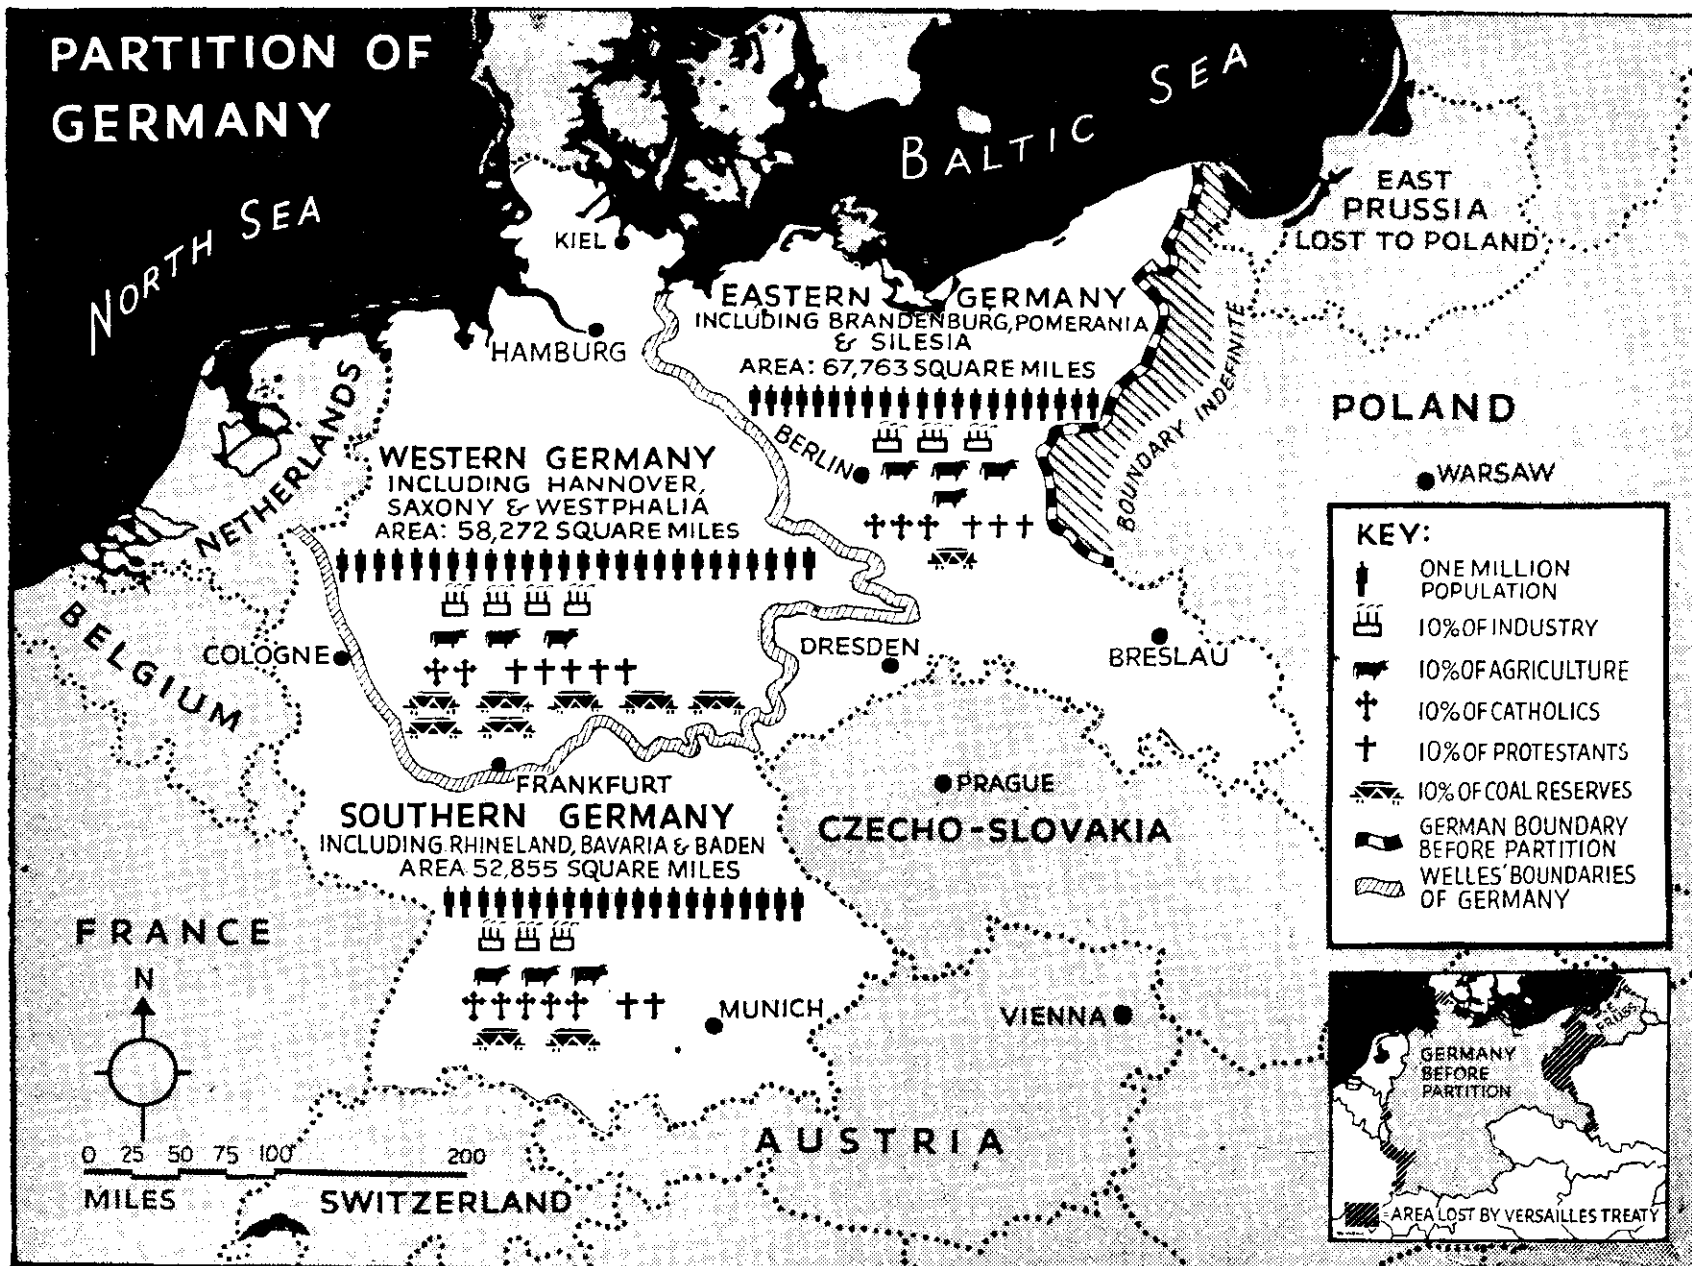 PARTITION OF
GERMANY
NORTH SEA
BALTIC SEA
EAST
PRUSSIA
LOST TO POLAND
KIEL
HAMBURG
EASTERN GERMANY
INCLUDING BRANDENBURG, POMERANIA
& SILESIA
AREA: 67,763 SQUARE MILES
BERLIN
BOUNDARY INDEFINITE
POLAND
WARSAW
NETHERLANDS
WESTERN GERMANY
INCLUDING HANNOVER,
SAXONY & WESTPHALIA
AREA: 58,272 SQUARE MILES
BELGIUM
COLOGNE
DRESDEN
BRESLAU
FRANKFURT
PRAGUE
CZECHO-SLOVAKIA
SOUTHERN GERMANY
INCLUDING RHINELAND, BAVARIA & BADEN
AREA 52,855 SQUARE MILES
FRANCE
MUNICH
VIENNA
AUSTRIA
SWITZERLAND
N
0 25 50 75 100 200
MILES
KEY:
ONE MILLION
POPULATION
10% OF INDUSTRY
10% OF AGRICULTURE
10% OF CATHOLICS
10% OF PROTESTANTS
10% OF COAL RESERVES
GERMAN BOUNDARY
BEFORE PARTITION
WELLES' BOUNDARIES
OF GERMANY
PRUSS.
GERMANY
BEFORE
PARTITION
= AREA LOST BY VERSAILLES TREATY